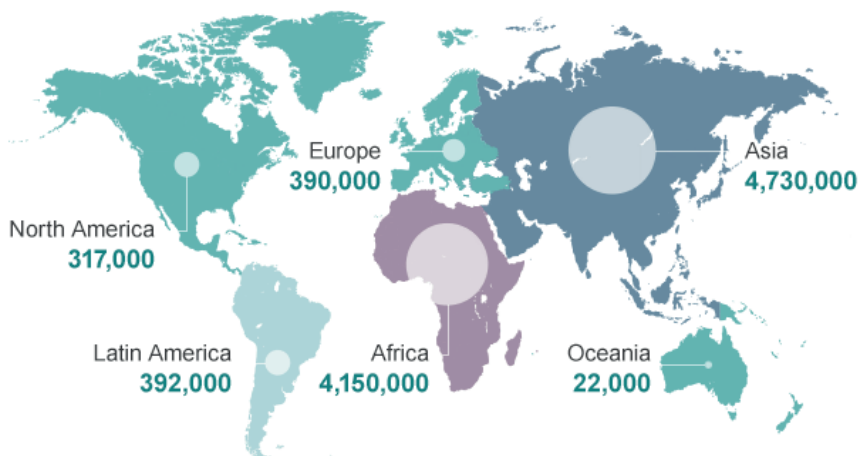 Europe
390,000
Asia
4,730,000
North America
317,000
Latin America
392,000
Africa
4,150,000
Oceania
22,000